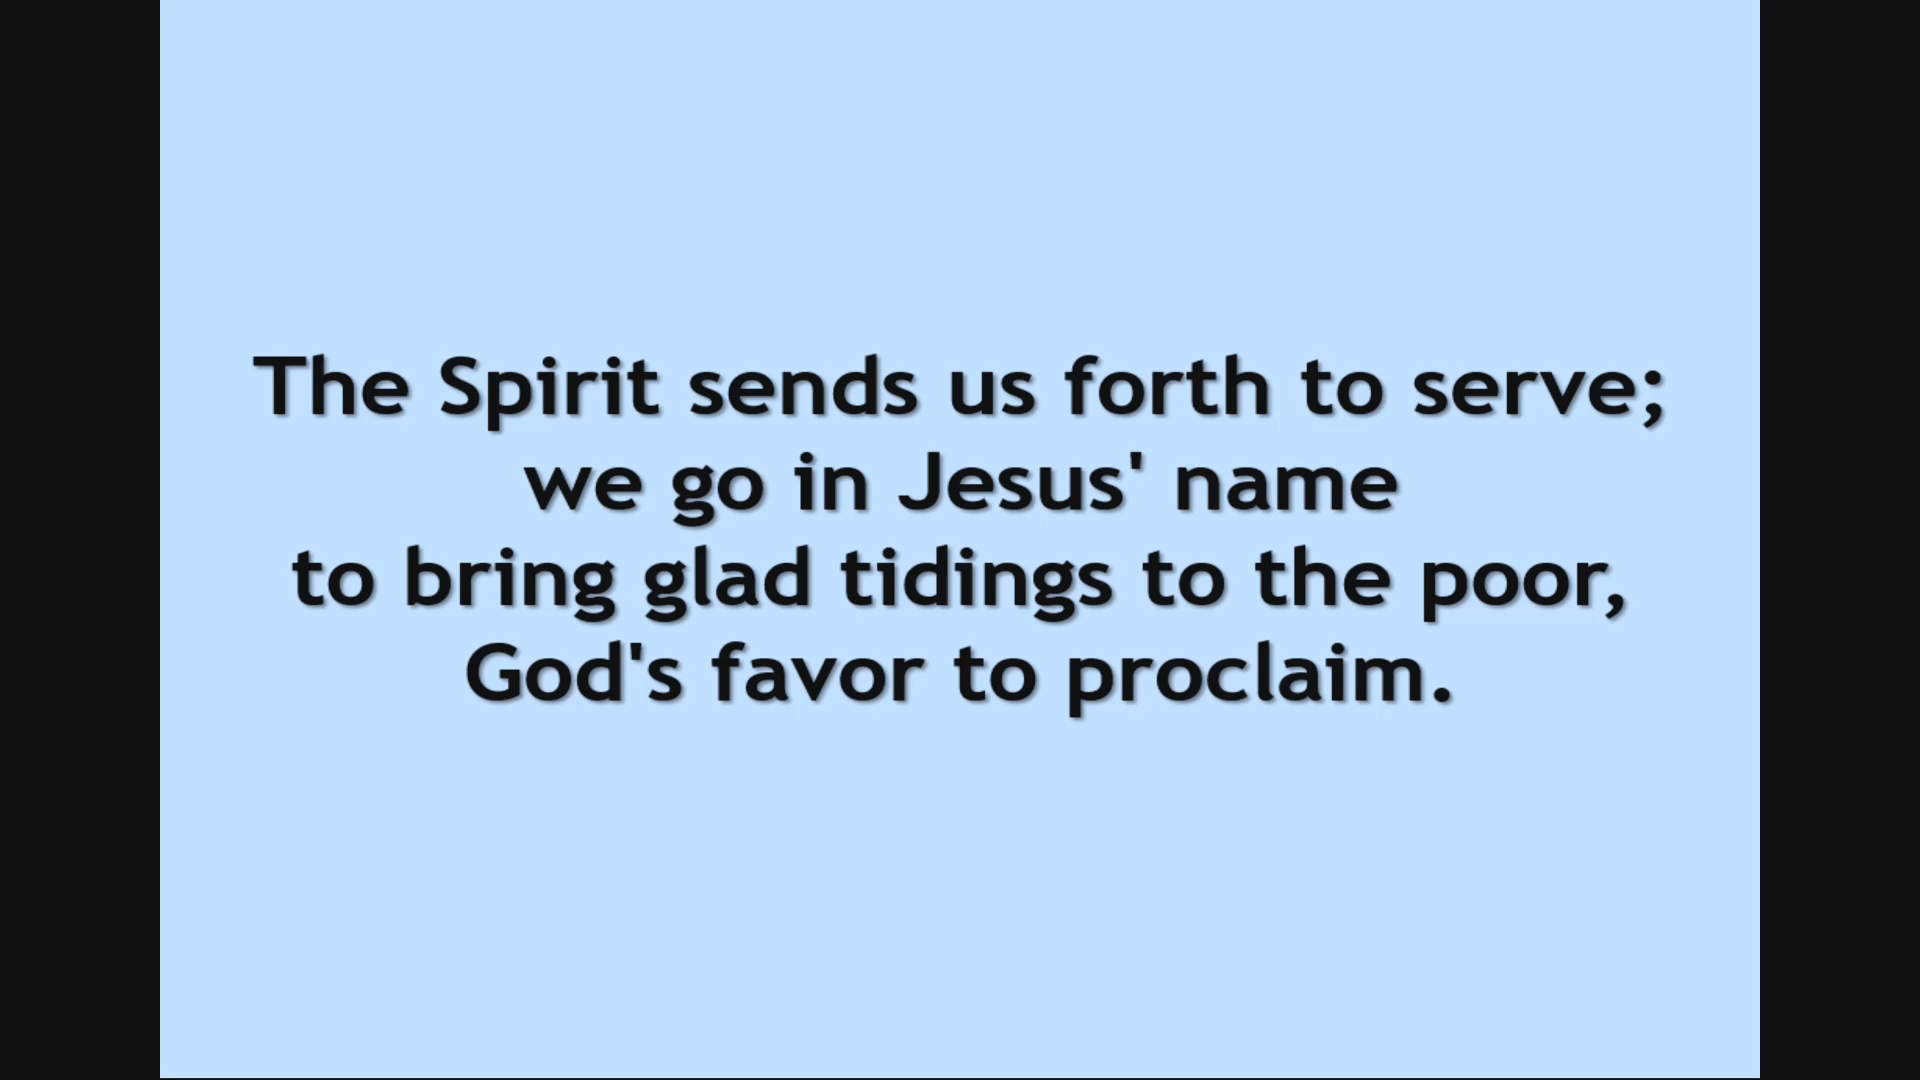 The Spirit sends us forth to serve;
we go in Jesus' name
to bring glad tidings to the poor,
God's favor to proclaim.